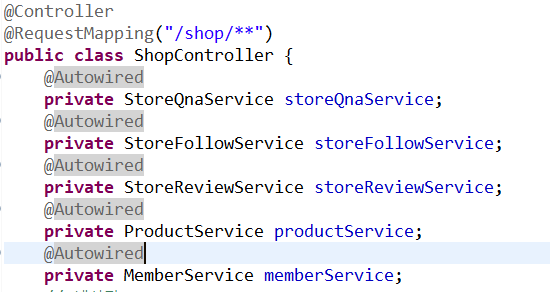 @Controller
@RequestMapping("/shop/**")
public class ShopController {
@Autowired
private StoreQnaService storeQnaService;
@Autowired
private StoreFollowService storeFollowService;
@Autowired
private StoreReviewService storeReviewService;
@Autowired
private ProductService productService;
@Autowired
private MemberService memberService;